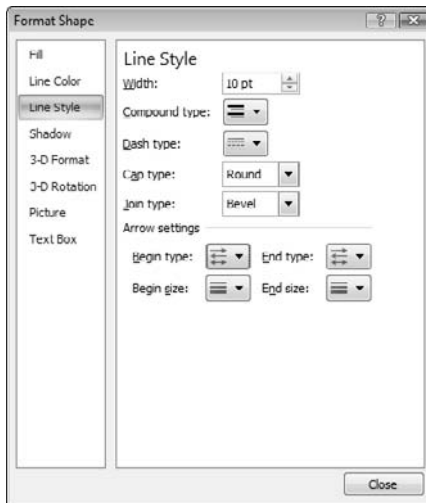 Format Shape
Fill
Line Color
Line Style
Shadow
3-D Format
3-D Rotation
Picture
Text Box
Line Style
Width: 10 pt
Compound type:
Dash type:
Cap type: Round
Join type: Bevel
Arrow settings
Begin type: End type:
Begin size: End size:
Close